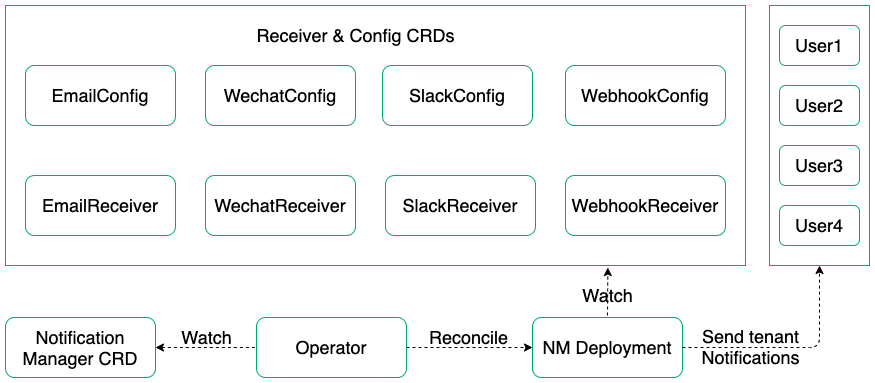 Receiver & Config CRDs
EmailConfig
WechatConfig
SlackConfig
WebhookConfig
EmailReceiver
WechatReceiver
SlackReceiver
WebhookReceiver
User1
User2
User3
User4
Watch
Notification
Manager CRD
Watch
Operator
Reconcile
NM Deployment
Send tenant
Notifications